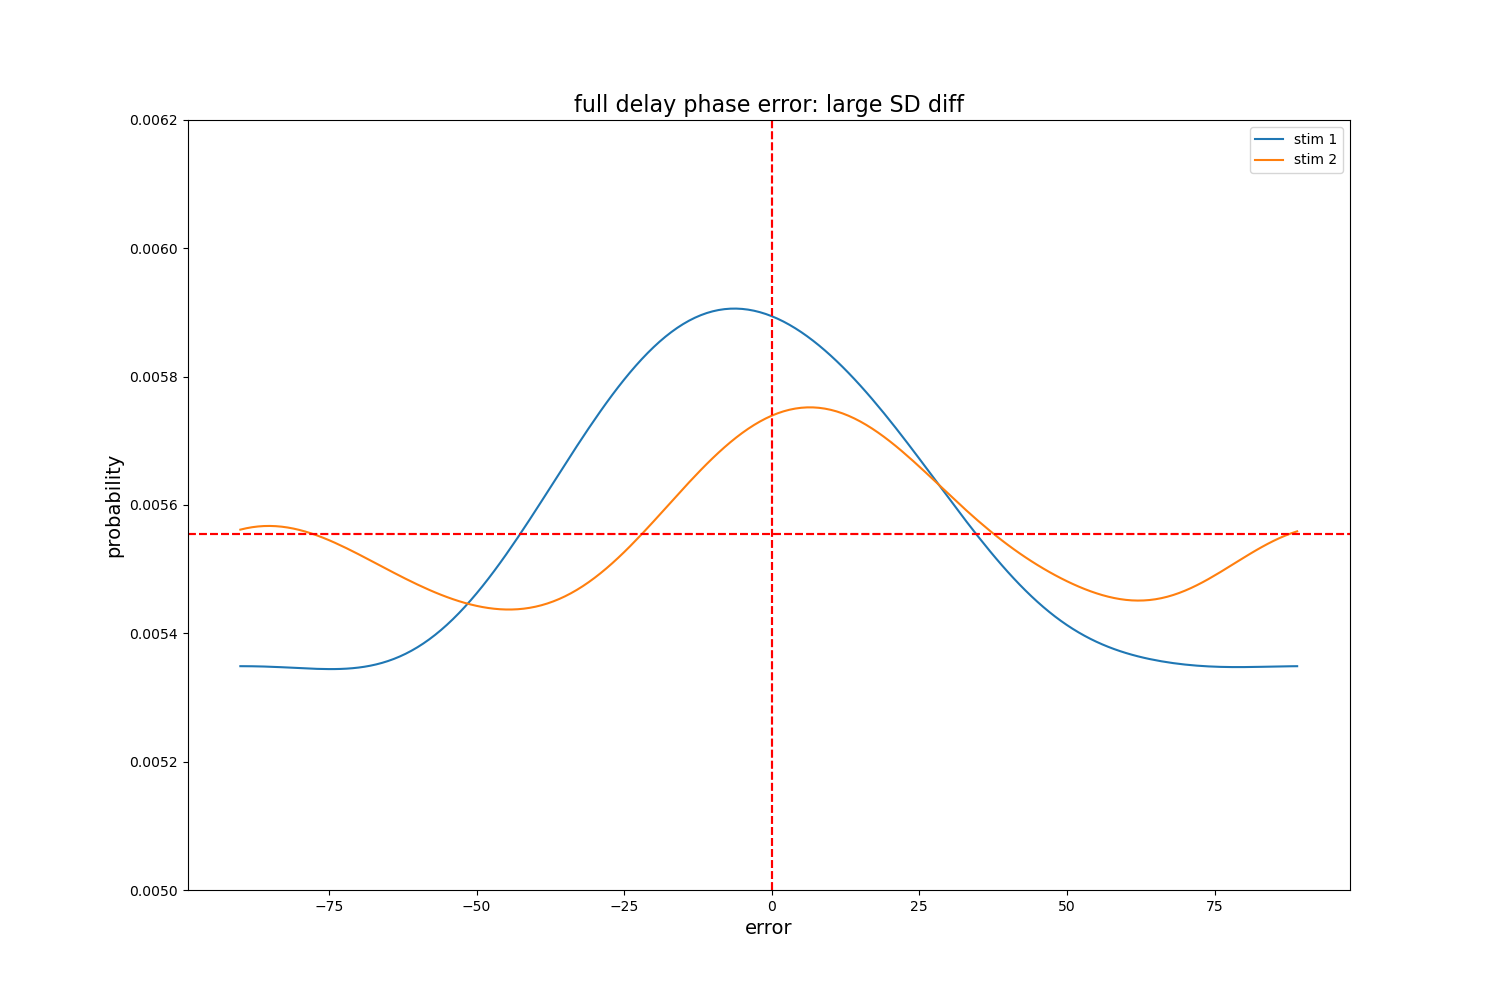 full delay phase error: large SD diff
0.0062
0.0060
0.0058
0.0056
0.0054
0.0052
0.0050
probability
stim 1
stim 2
−75
−50
−25
0
25
50
75
error